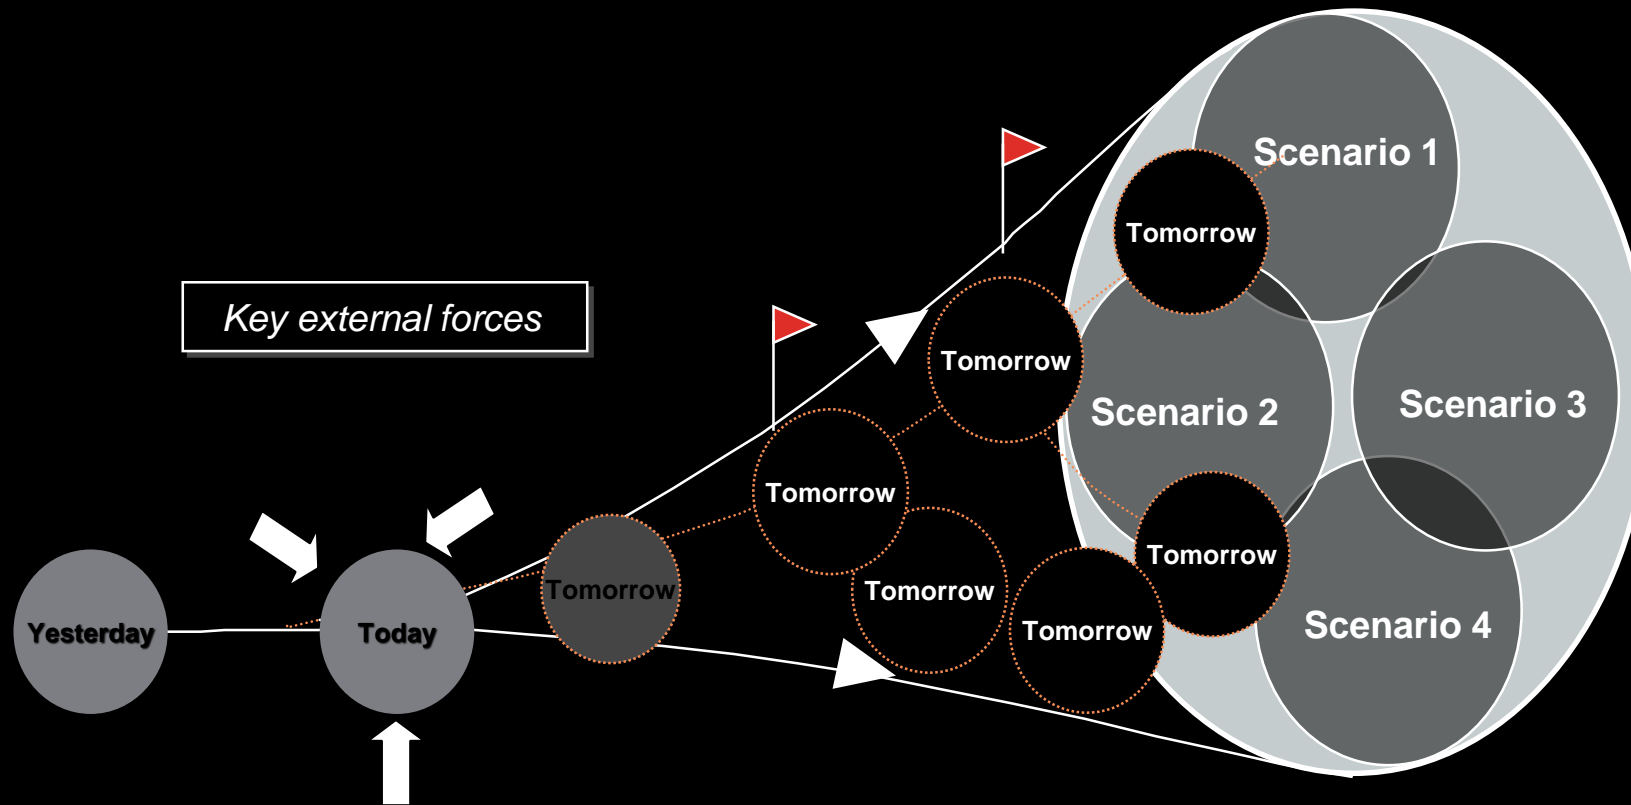 Key external forces
Yesterday
Today
Tomorrow
Tomorrow
Tomorrow
Tomorrow
Tomorrow
Tomorrow
Tomorrow
Scenario 1
Scenario 2
Scenario 3
Scenario 4